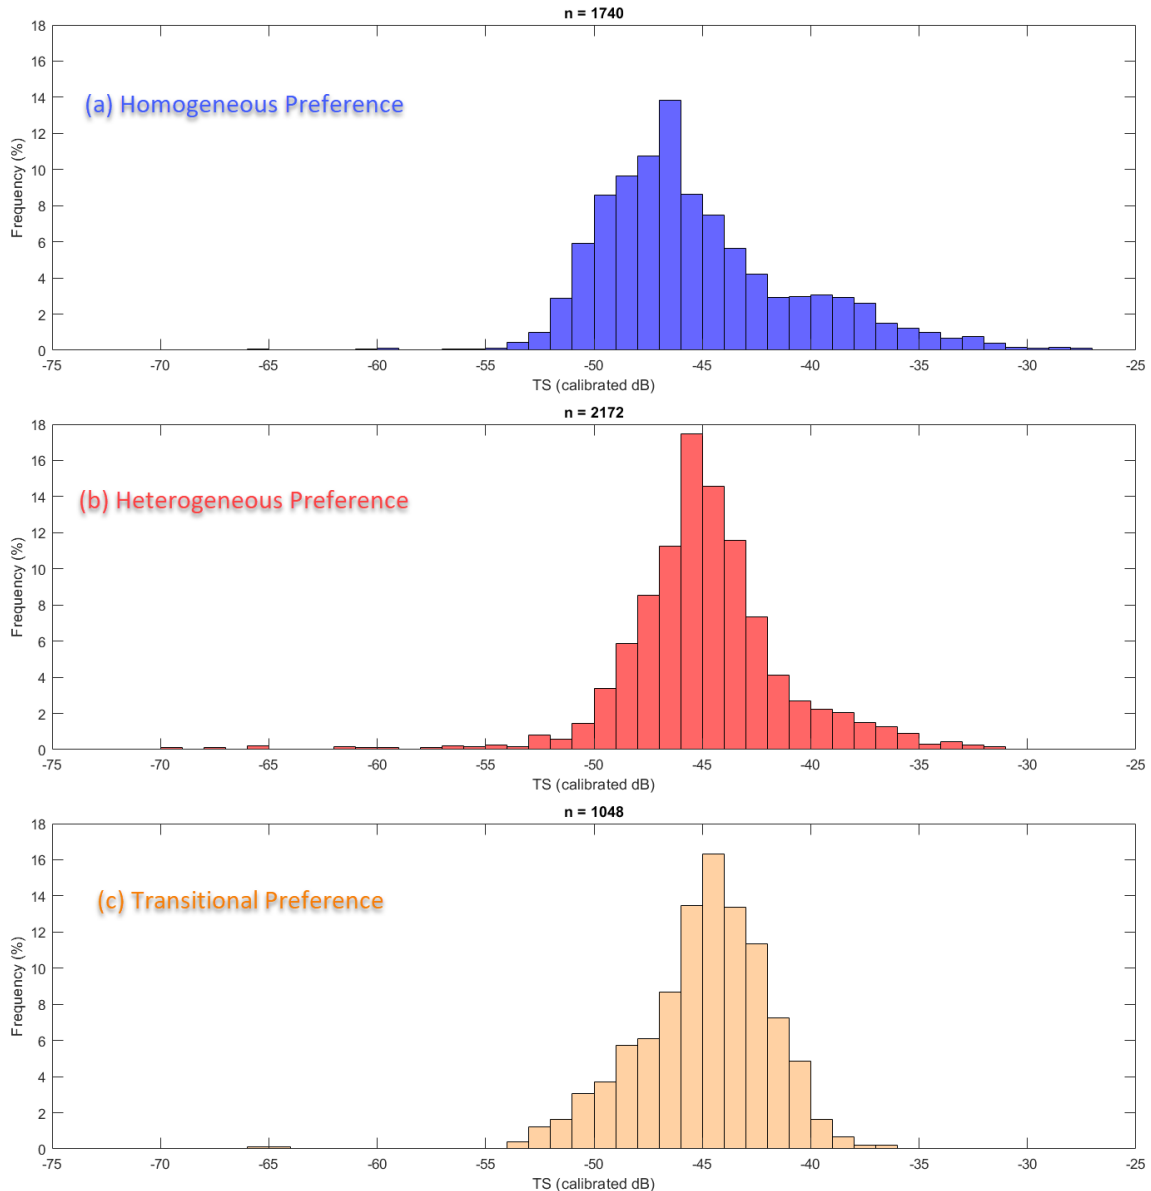 n = 1740
18
16
14
12
10
8
6
4
2
0
Frequency (%)
(a) Homogeneous Preference
-75 -70 -65 -60 -55 -50 -45 -40 -35 -30 -25
TS (calibrated dB)
n = 2172
18
16
14
12
10
8
6
4
2
0
Frequency (%)
(b) Heterogeneous Preference
-75 -70 -65 -60 -55 -50 -45 -40 -35 -30 -25
TS (calibrated dB)
n = 1048
18
16
14
12
10
8
6
4
2
0
Frequency (%)
(c) Transitional Preference
-75 -70 -65 -60 -55 -50 -45 -40 -35 -30 -25
TS (calibrated dB)